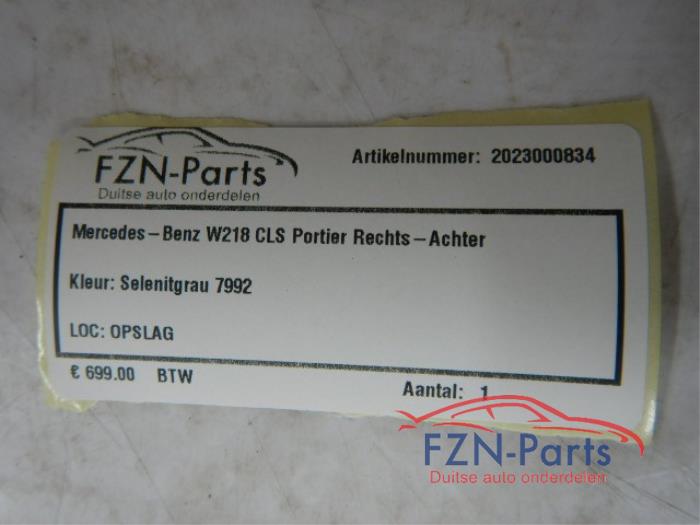 FZN-Parts
Duitse auto onderdelen
Artikelnummer: 2023000834
Mercedes-Benz W218 CLS Portier Rechts-Achter
Kleur: Selenitgrau 7992
LOC: OPSLAG
€ 699.00 BTW
Aantal: 1
FZN-Parts
Duitse auto onderdelen